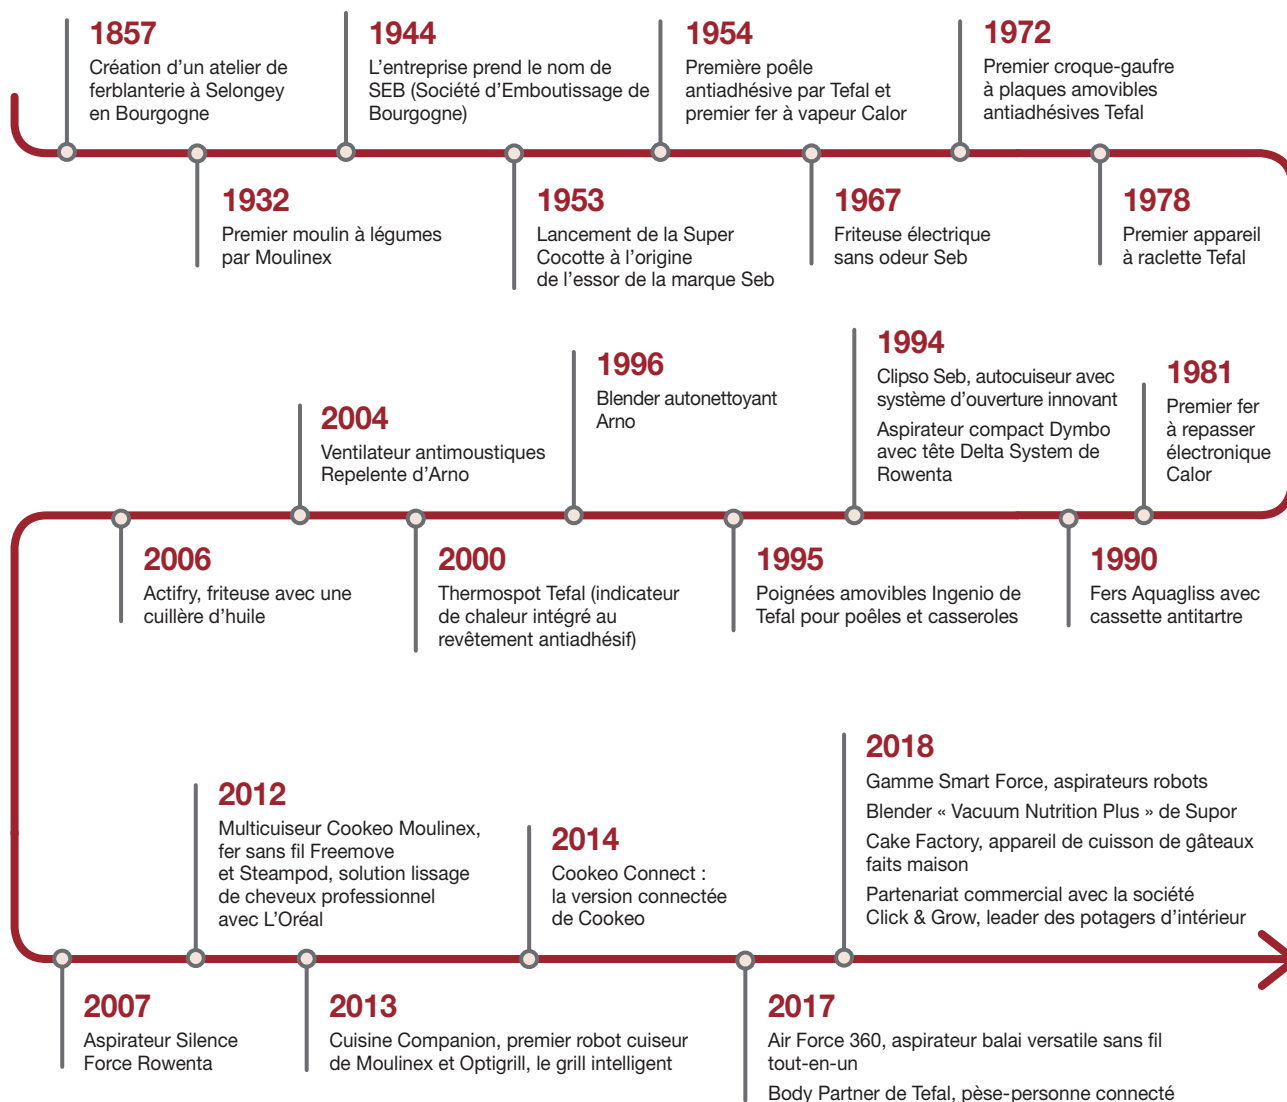 1857
Création d'un atelier de
ferblanterie à Selongey
en Bourgogne
1932
Premier moulin à légumes
par Moulinex
1944
L'entreprise prend le nom de
SEB (Société d'Emboutissage de
Bourgogne)
1953
Lancement de la Super
Cocotte à l'origine
de l'essor de la marque Seb
1954
Première poêle
antiadhésive par Tefal et
premier fer à vapeur Calor
1967
Friteuse électrique
sans odeur Seb
1972
Premier croque-gaufre
à plaques amovibles
antiadhésives Tefal
1978
Premier appareil
à raclette Tefal
1981
Premier fer
à repasser
électronique
Calor
1990
Fers Aquagliss avec
cassette antitartre
1994
Clipso Seb, autocuiseur avec
système d'ouverture innovant
Aspirateur compact Dymbo
avec tête Delta System de
Rowenta
1995
Poignées amovibles Ingenio de
Tefal pour poêles et casseroles
1996
Blender autonettoyant
Arno
2000
Thermospot Tefal (indicateur
de chaleur intégré au
revêtement antiadhésif)
2004
Ventilateur antimoustiques
Repelente d'Arno
2006
Actifry, friteuse avec une
cuillère d'huile
2007
Aspirateur Silence
Force Rowenta
2012
Multicuiseur Cookeo Moulinex,
fer sans fil Freemove
et Steampod, solution lissage
de cheveux professionnel
avec L'Oréal
2013
Cuisine Companion, premier robot cuiseur
de Moulinex et Optigrill, le grill intelligent
2014
Cookeo Connect :
la version connectée
de Cookeo
2017
Air Force 360, aspirateur balai versatile sans fil
tout-en-un
Body Partner de Tefal, pèse-personne connecté
2018
Gamme Smart Force, aspirateurs robots
Blender « Vacuum Nutrition Plus » de Supor
Cake Factory, appareil de cuisson de gâteaux
faits maison
Partenariat commercial avec la société
Click & Grow, leader des potagers d'intérieur